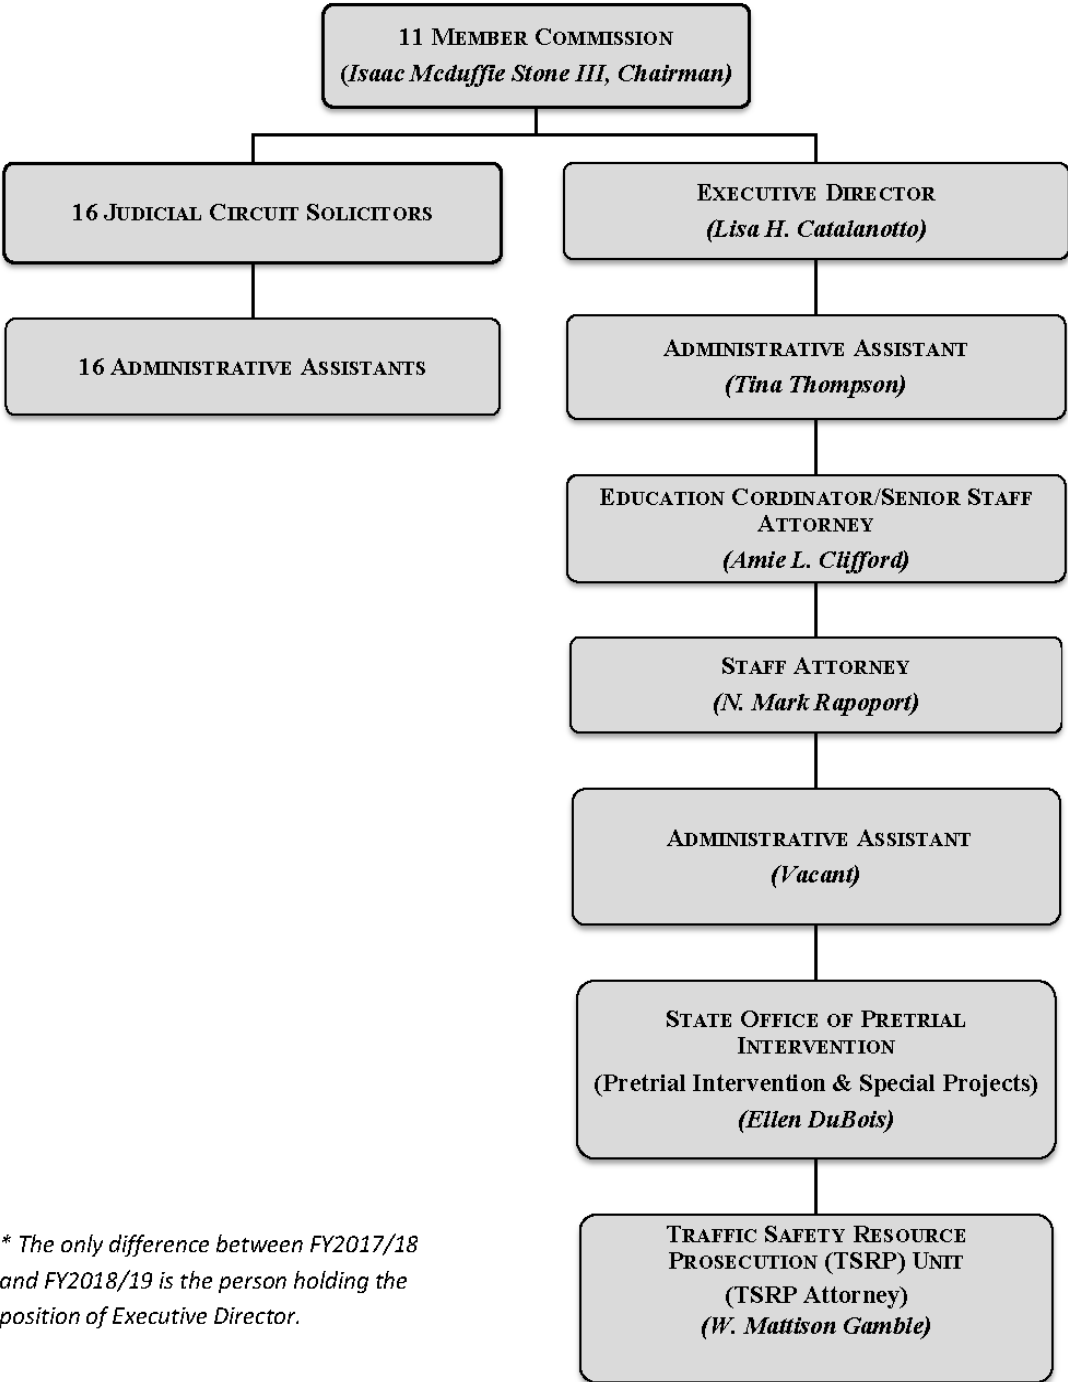 11 MEMBER COMMISSION
(Isaac Mcduffie Stone III, Chairman)
16 JUDICIAL CIRCUIT SOLICITORS
16 ADMINISTRATIVE ASSISTANTS
EXECUTIVE DIRECTOR
(Lisa H. Catalanotto)
ADMINISTRATIVE ASSISTANT
(Tina Thompson)
EDUCATION CORDINATOR/SENIOR STAFF
ATTORNEY
(Amie L. Clifford)
STAFF ATTORNEY
(N. Mark Rapoport)
ADMINISTRATIVE ASSISTANT
(Vacant)
STATE OFFICE OF PRETRIAL
INTERVENTION
(Pretrial Intervention & Special Projects)
(Ellen DuBois)
TRAFFIC SAFETY RESOURCE
PROSECUTION (TSRP) UNIT
(TSRP Attorney)
(W. Mattison Gamble)
* The only difference between FY2017/18
and FY2018/19 is the person holding the
position of Executive Director.